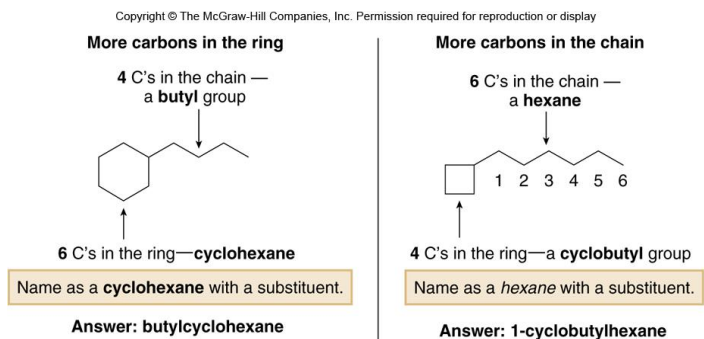 Copyright © The McGraw-Hill Companies, Inc. Permission required for reproduction or display
More carbons in the ring
4 C's in the chain —
a butyl group
6 C's in the ring—cyclohexane
Name as a cyclohexane with a substituent.
Answer: butylcyclohexane
More carbons in the chain
6 C's in the chain —
a hexane
1 2 3 4 5 6
4 C's in the ring—a cyclobutyl group
Name as a hexane with a substituent.
Answer: 1-cyclobutylhexane